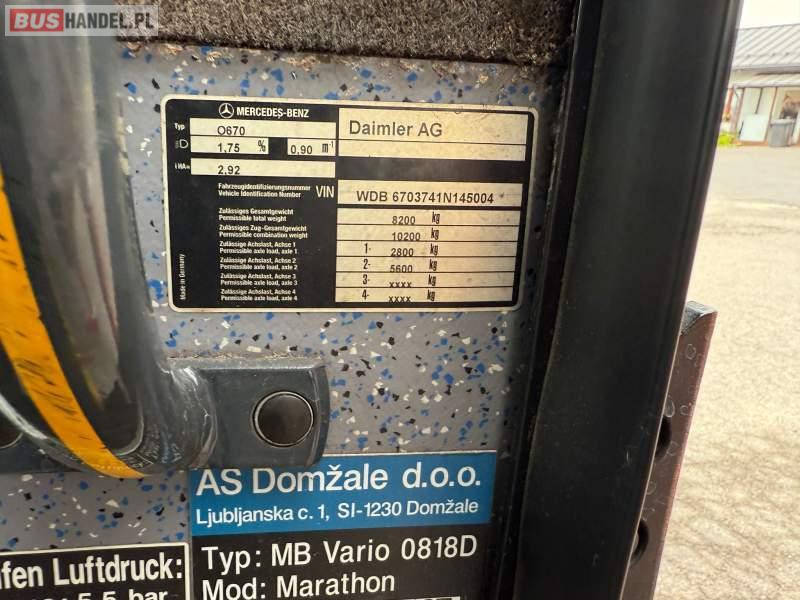 BUSHANDEL.PL
MERCEDES-BENZ
Typ O670 Daimler AG
1,75 % 0,90 m⁻¹
2,92
Fahrzeugidentifizierungsnummer
Vehicle Identification Number VIN WDB 6703741N145004 *
Zulässiges Gesamtgewicht
Permissible total weight 8200 kg
Zulässiges Zug-Gesamtgewicht
Permissible combination weight 10200 kg
Zulässige Achslast, Achse 1
Permissible axle load, axle 1 1- 2800 kg
Zulässige Achslast, Achse 2
Permissible axle load, axle 2 2- 5600 kg
Zulässige Achslast, Achse 3
Permissible axle load, axle 3 3- xxxx kg
Zulässige Achslast, Achse 4
Permissible axle load, axle 4 4- xxxx kg
Made in Germany
AS Domžale d.o.o.
Ljubljanska c. 1, SI-1230 Domžale
Typ: MB Vario 0818D
Mod: Marathon
Luftdruck:
5,5 bar